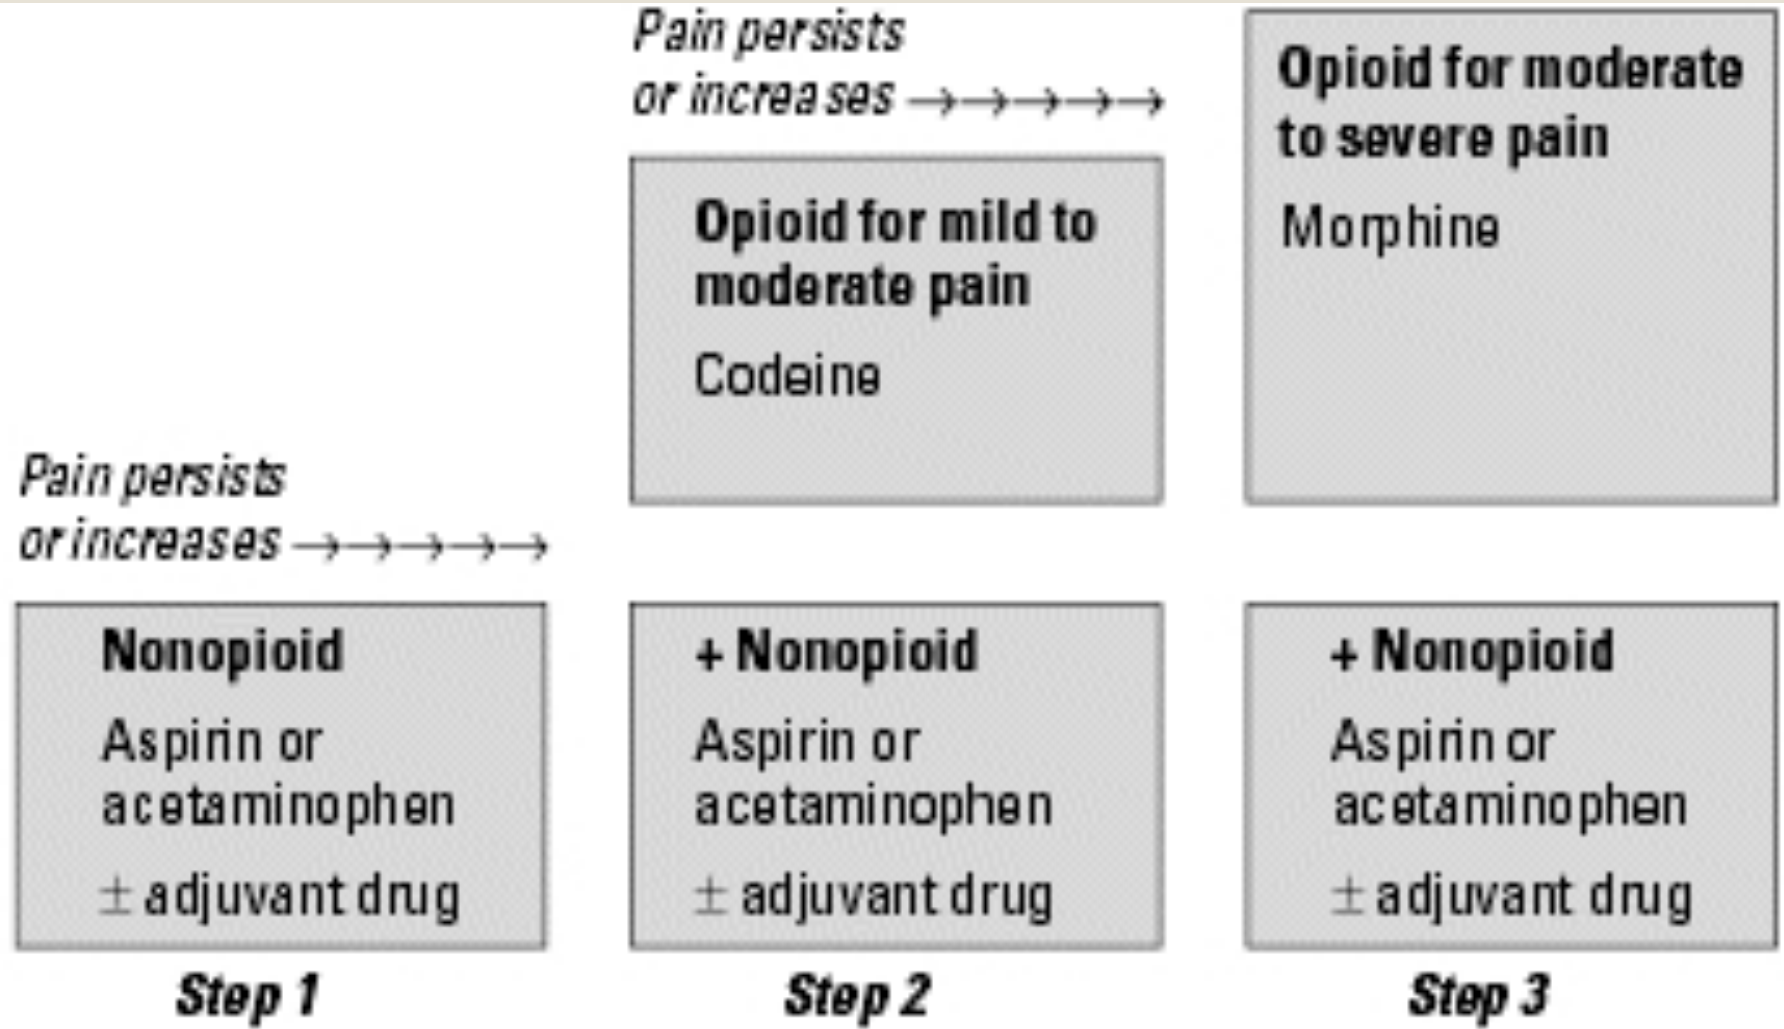 Pain persists
or increases →→→→→
Opioid for moderate
to severe pain
Morphine
Opioid for mild to
moderate pain
Codeine
Pain persists
or increases →→→→→
Nonopioid
Aspirin or
acetaminophen
± adjuvant drug
Step 1
+ Nonopioid
Aspirin or
acetaminophen
± adjuvant drug
Step 2
+ Nonopioid
Aspirin or
acetaminophen
± adjuvant drug
Step 3